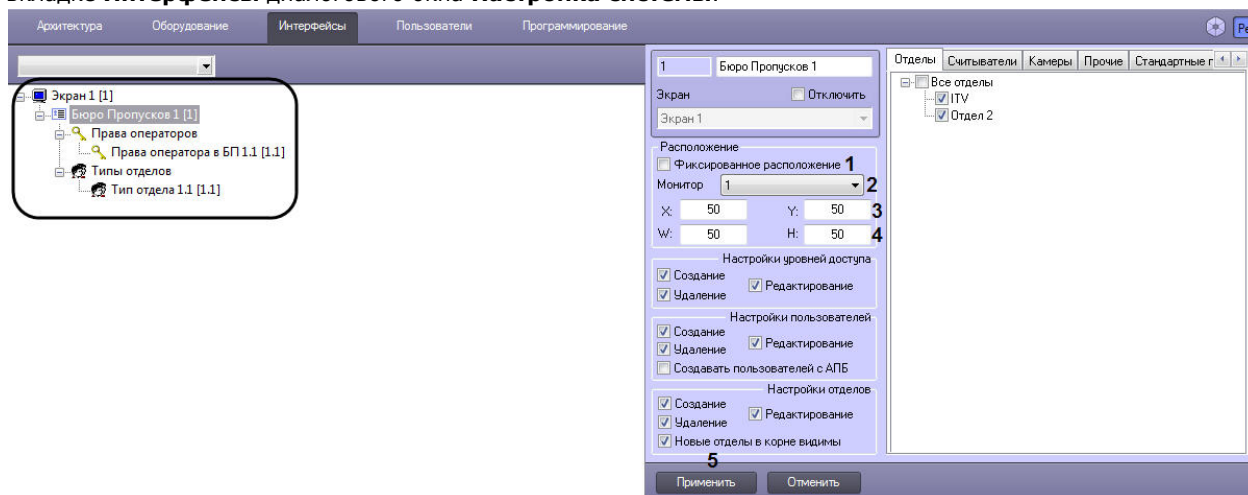 вкладке Интерфейсы диалогового окна Настройка системы.
Архитектура Оборудование Интерфейсы Пользователи Программирование
Экран 1 [1]
Бюро Пропусков 1 [1]
Права операторов
Права оператора в БП 1.1 [1.1]
Типы отделов
Тип отдела 1.1 [1.1]
1 Бюро Пропусков 1
Экран Отключить
Экран 1
Расположение
Фиксированное расположение 1
Монитор 1 2
X: 50 Y: 50 3
W: 50 H: 50 4
Настройки уровней доступа
Создание
Редактирование
Удаление
Настройки пользователей
Создание
Редактирование
Удаление
Создавать пользователей с АПБ
Настройки отделов
Создание
Редактирование
Удаление
Новые отделы в корне видимы
5
Применить Отменить
Отделы Считыватели Камеры Прочие Стандартные г
Все отделы
ITV
Отдел 2